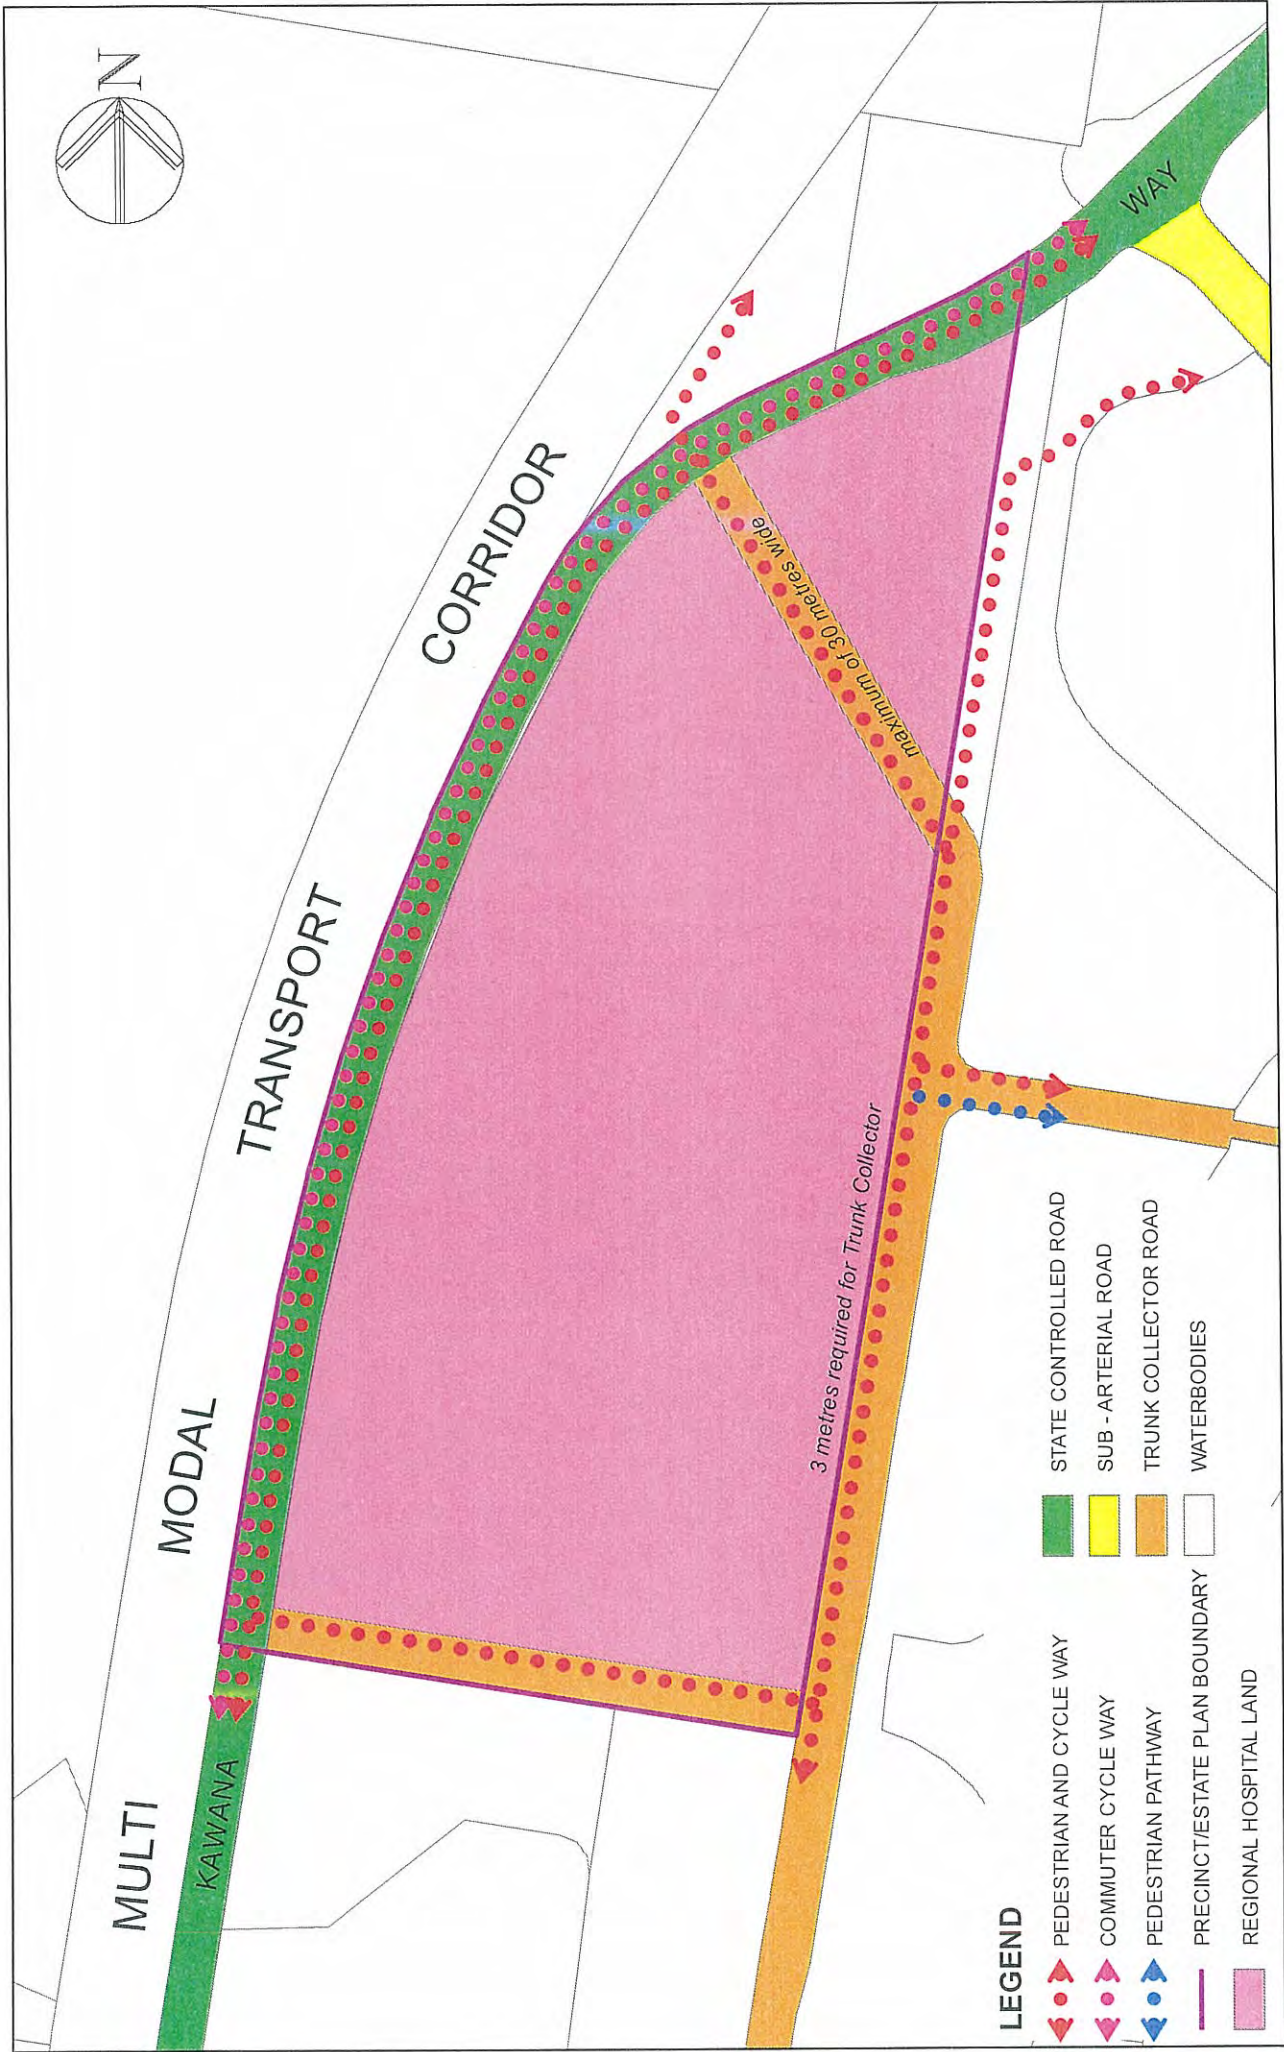 N
MULTI MODAL TRANSPORT CORRIDOR
KAWANA WAY
maximum of 30 metres wide
3 metres required for Trunk Collector
LEGEND
PEDESTRIAN AND CYCLE WAY
COMMUTER CYCLE WAY
PEDESTRIAN PATHWAY
PRECINCT/ESTATE PLAN BOUNDARY
REGIONAL HOSPITAL LAND
STATE CONTROLLED ROAD
SUB - ARTERIAL ROAD
TRUNK COLLECTOR ROAD
WATERBODIES